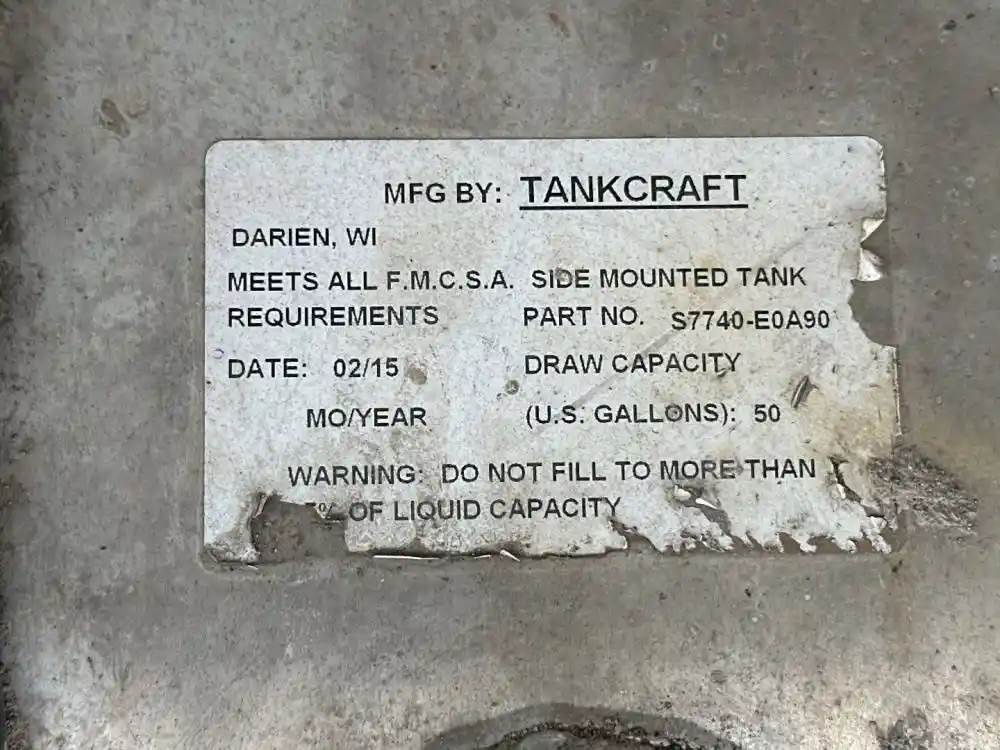 MFG BY: TANKCRAFT
DARIEN, WI
MEETS ALL F.M.C.S.A. SIDE MOUNTED TANK
REQUIREMENTS PART NO. S7740-E0A90
DATE: 02/15 DRAW CAPACITY
MO/YEAR (U.S. GALLONS): 50
WARNING: DO NOT FILL TO MORE THAN
OF LIQUID CAPACITY